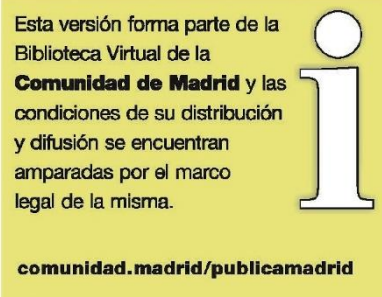 Esta versión forma parte de la
Biblioteca Virtual de la
Comunidad de Madrid y las
condiciones de su distribución
y difusión se encuentran
amparadas por el marco
legal de la misma.
i
comunidad.madrid/publicamadrid